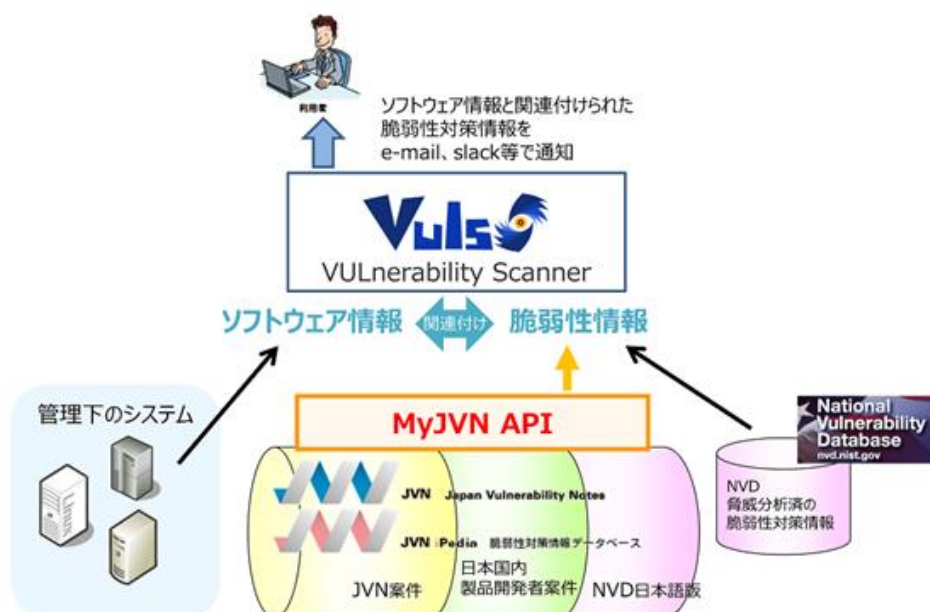 利用者
ソフトウェア情報と関連付けられた
脆弱性対策情報を
e-mail、slack等で通知
Vuls
VULnerability Scanner
ソフトウェア情報
関連付け
脆弱性情報
管理下のシステム
Linux
MyJVN API
National
Vulnerability
Database
nvd.nist.gov
NVD
脅威分析済の
脆弱性対策情報
JVN
JVN Japan Vulnerability Notes
JVN
JVN iPedia 脆弱性対策情報データベース
JVN案件
日本国内
製品開発者案件
NVD日本語版